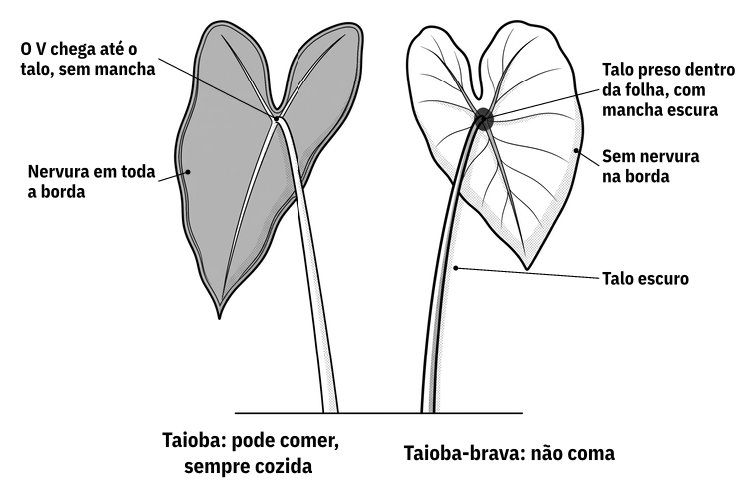 O V chega até o
talo, sem mancha
Nervura em toda
a borda
Talo preso dentro
da folha, com
mancha escura
Sem nervura
na borda
Talo escuro
Taioba: pode comer,
sempre cozida
Taioba-brava: não coma